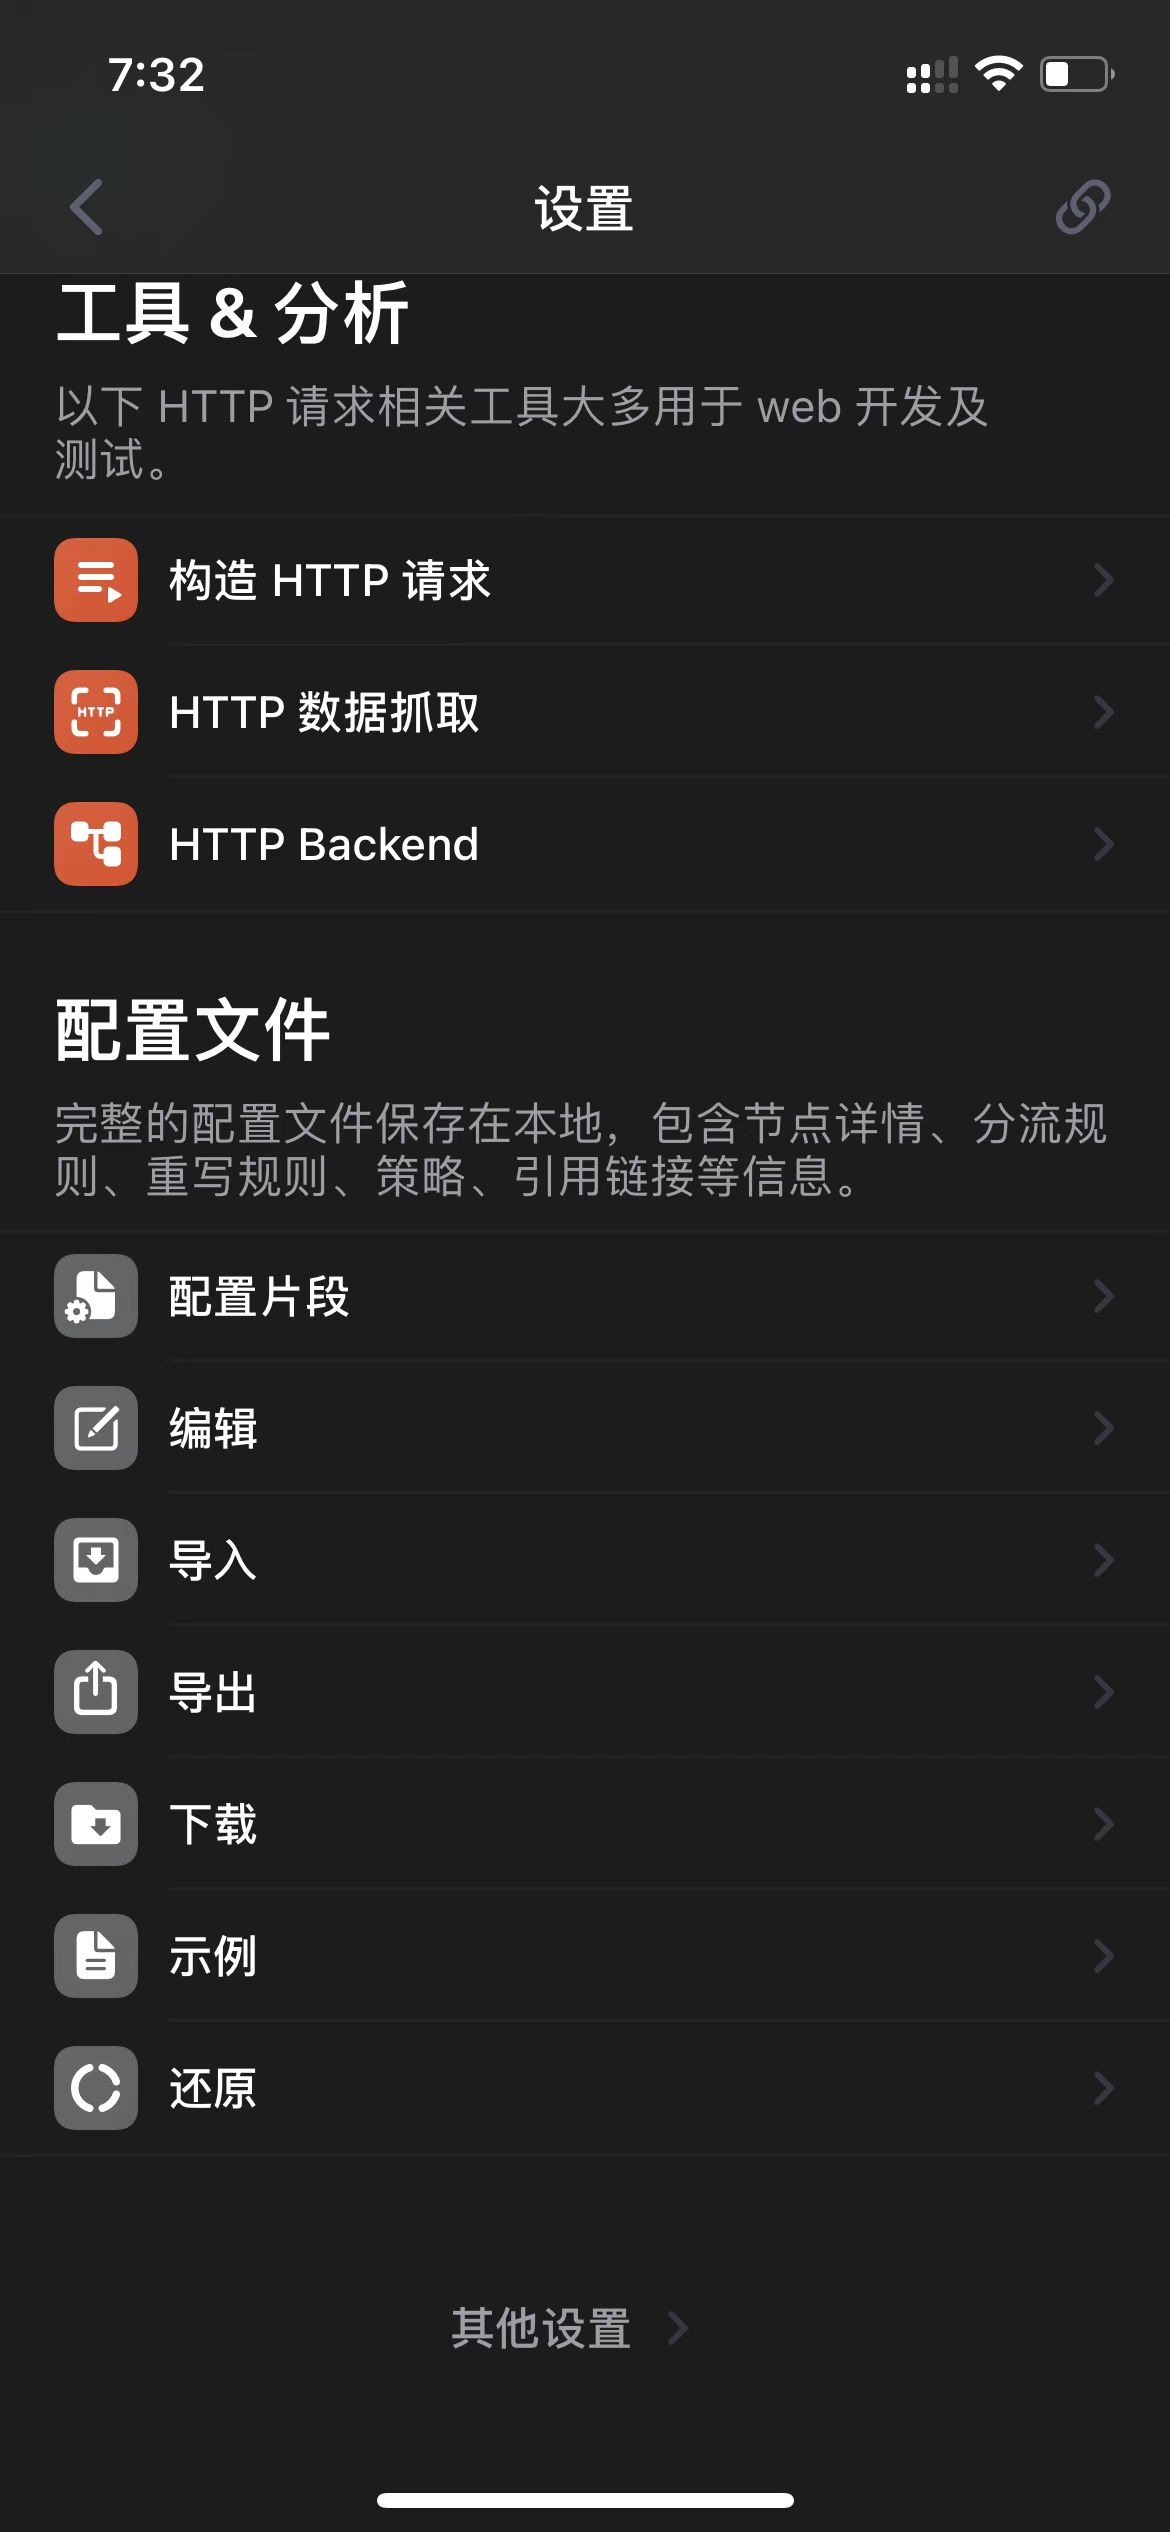 7:32
设置
工具 & 分析
以下 HTTP 请求相关工具大多用于 web 开发及
测试。
构造 HTTP 请求
HTTP
HTTP 数据抓取
HTTP Backend
配置文件
完整的配置文件保存在本地，包含节点详情、分流规
则、重写规则、策略、引用链接等信息。
配置片段
编辑
导入
导出
下载
示例
还原
其他设置